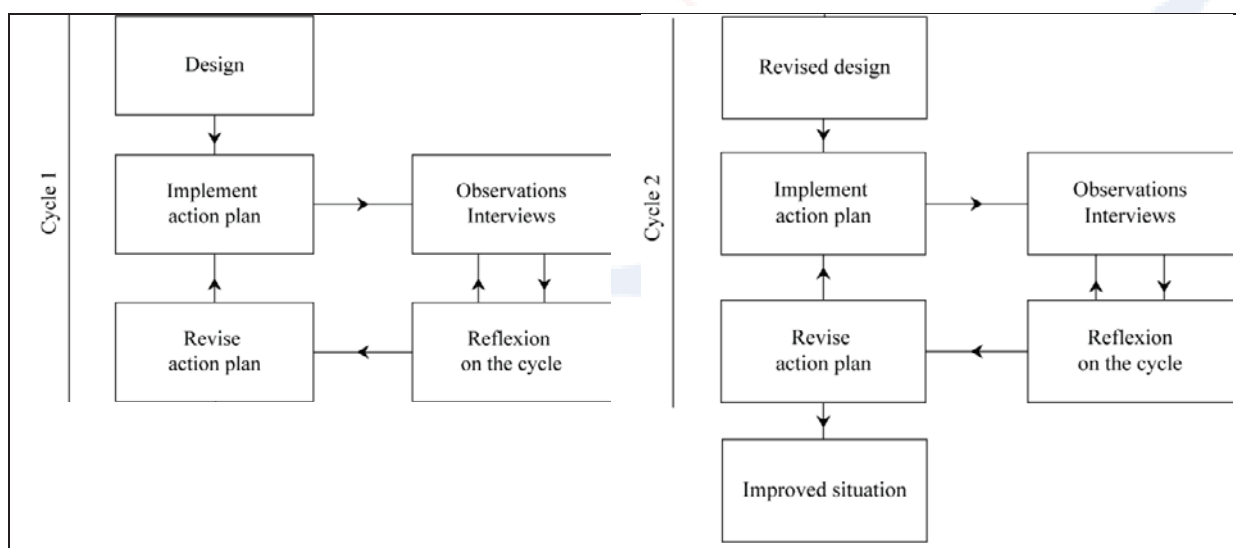 Cycle 1
Design
Implement
action plan
Observations
Interviews
Revise
action plan
Reflexion
on the cycle
Cycle 2
Revised design
Implement
action plan
Observations
Interviews
Revise
action plan
Reflexion
on the cycle
Improved situation